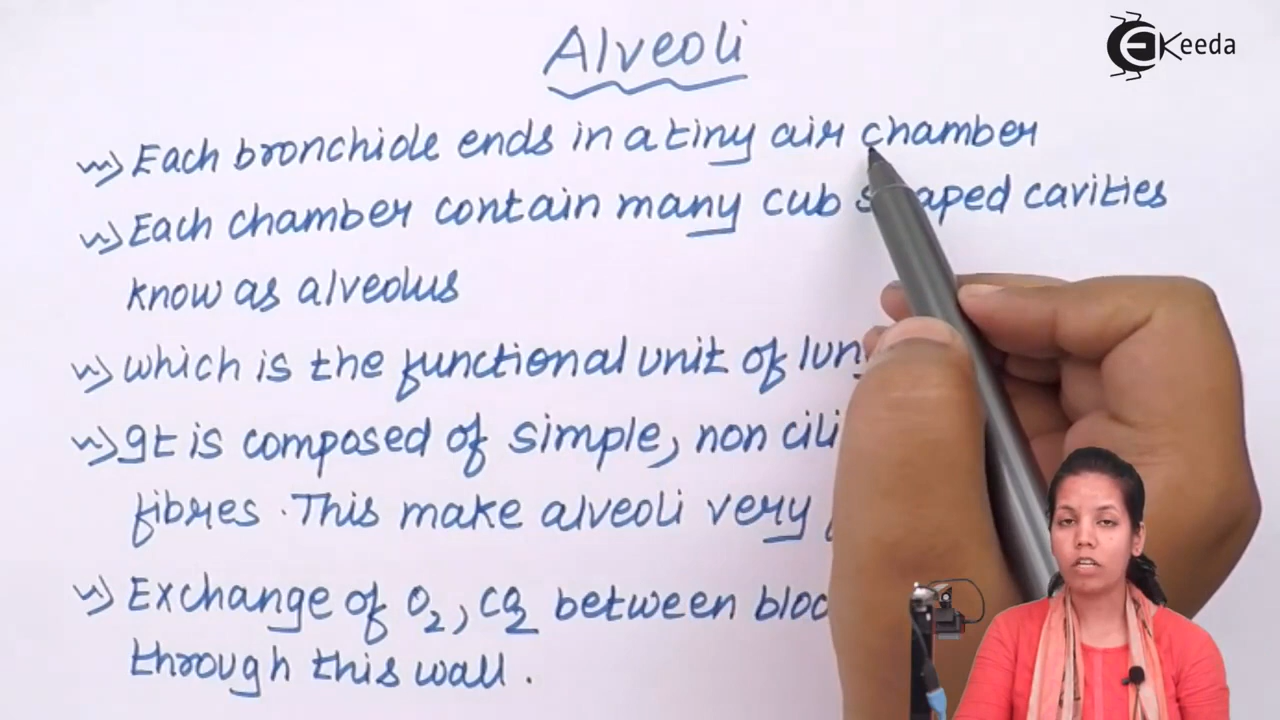 Alveoli
Keeda
Each bronchiole ends in a tiny air chamber
Each chamber contain many cub shaped cavities
know as alveolus
which is the functional unit of lun
It is composed of simple, non cili
fibres. This make alveoli very
Exchange of O2, CO2 between bloo
through this wall.